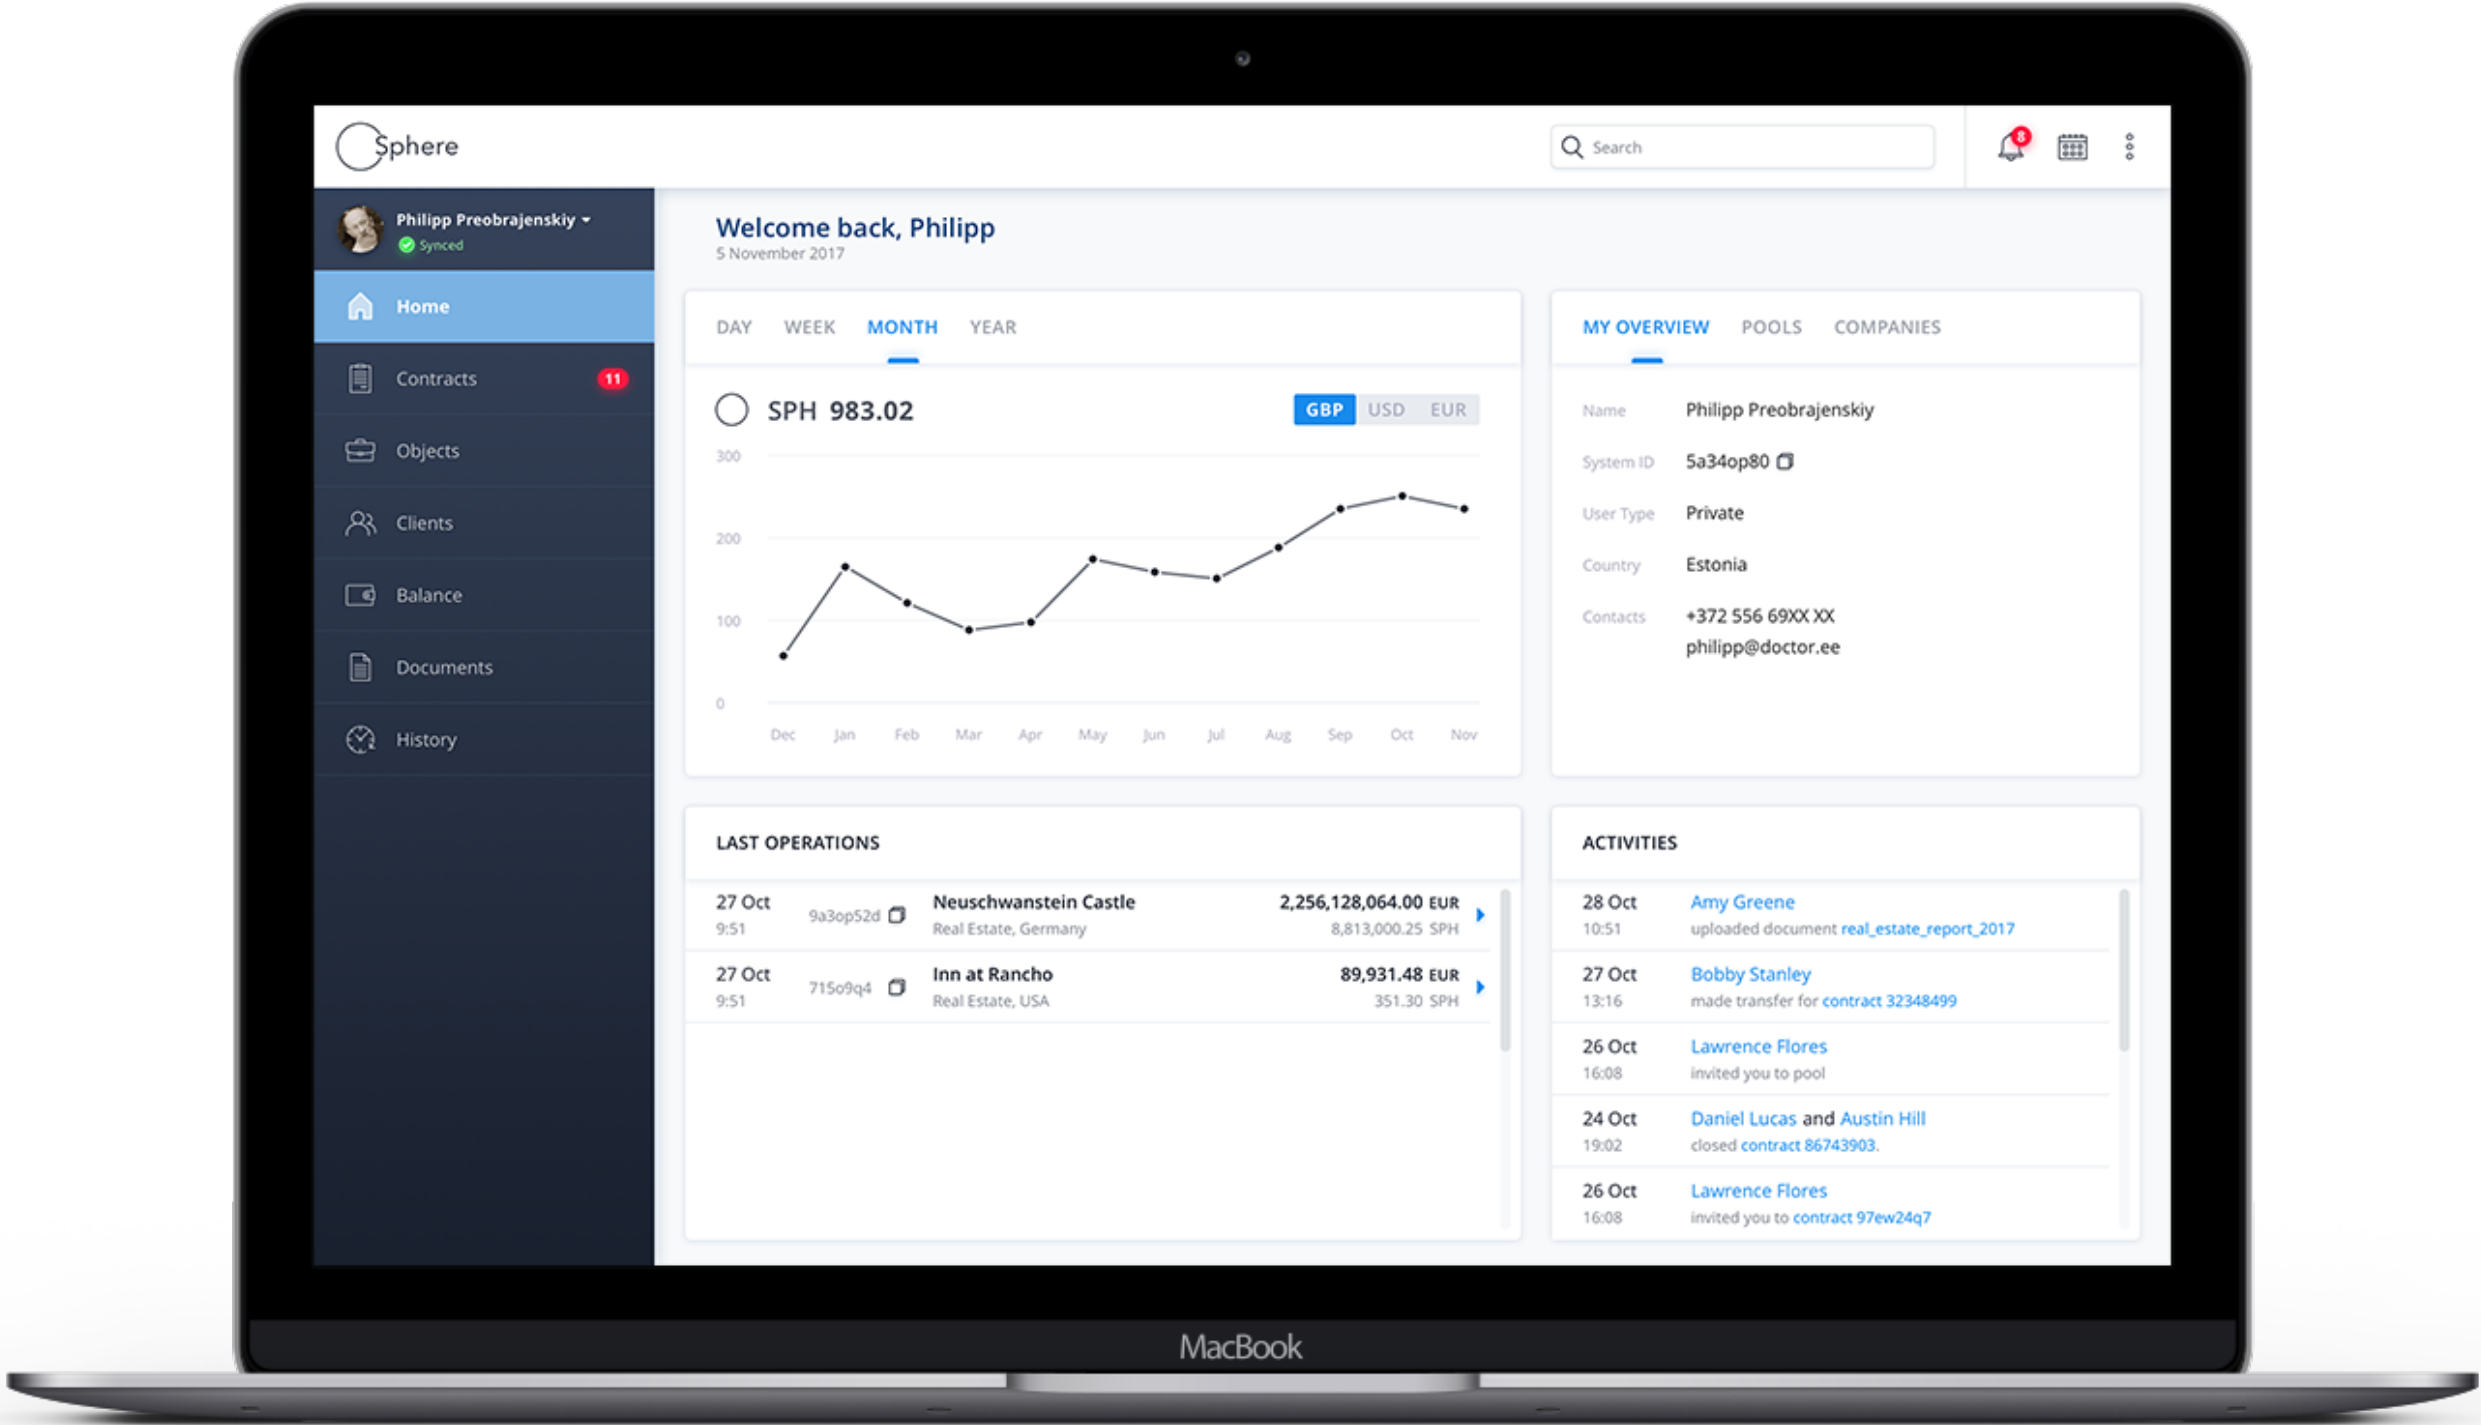 Sphere
Search
8
Philipp Preobrajenskiy
Synced
Home
Contracts 11
Objects
Clients
Balance
Documents
History
Welcome back, Philipp
5 November 2017
DAY WEEK MONTH YEAR
SPH 983.02 GBP USD EUR
300
200
100
0
Dec Jan Feb Mar Apr May Jun Jul Aug Sep Oct Nov
MY OVERVIEW POOLS COMPANIES
Name Philipp Preobrajenskiy
System ID 5a34op80
User Type Private
Country Estonia
Contacts +372 556 69XX XX
philipp@doctor.ee
LAST OPERATIONS
27 Oct Neuschwanstein Castle 2,256,128,064.00 EUR
9:51 9a3op52d Real Estate, Germany 8,813,000.25 SPH
27 Oct Inn at Rancho 89,931.48 EUR
9:51 715o9q4 Real Estate, USA 351.30 SPH
ACTIVITIES
28 Oct Amy Greene
10:51 uploaded document real_estate_report_2017
27 Oct Bobby Stanley
13:16 made transfer for contract 32348499
26 Oct Lawrence Flores
16:08 invited you to pool
24 Oct Daniel Lucas and Austin Hill
19:02 closed contract 86743903.
26 Oct Lawrence Flores
16:08 invited you to contract 97ew24q7
MacBook